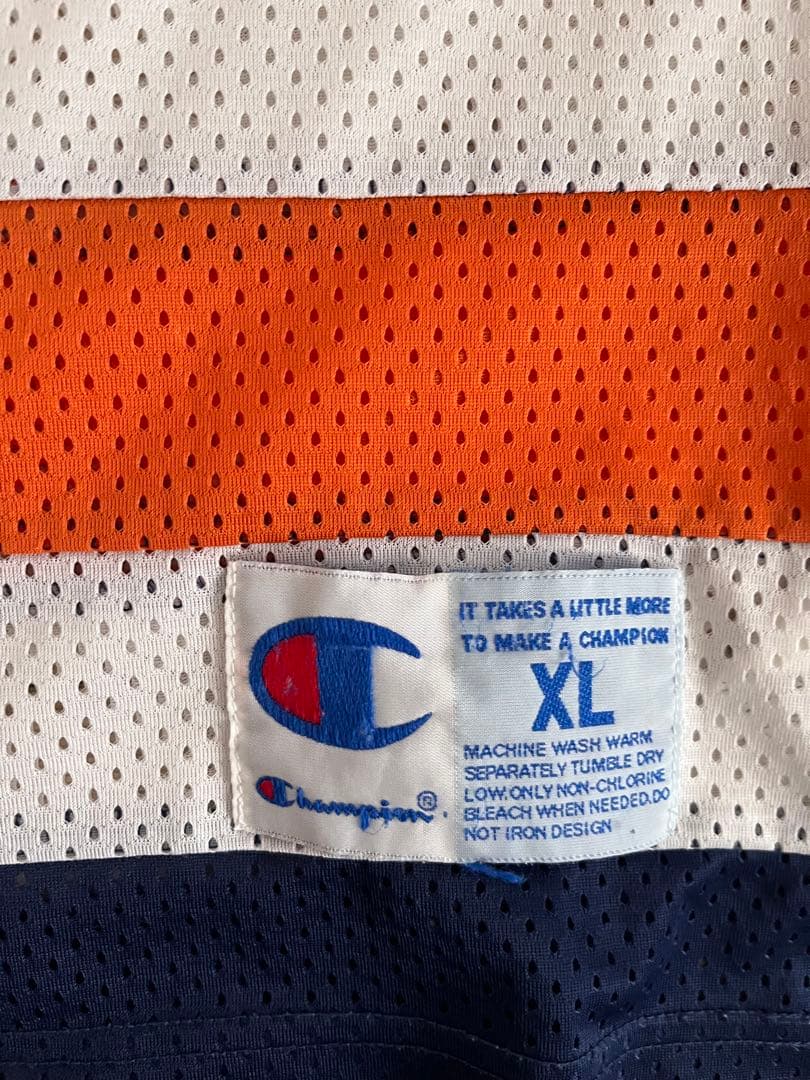 IT TAKES A LITTLE MORE
TO MAKE A CHAMPION
XL
MACHINE WASH WARM
SEPARATELY TUMBLE DRY
LOW,ONLY NON-CHLORINE
BLEACH WHEN NEEDED,DO
NOT IRON DESIGN
Champion®